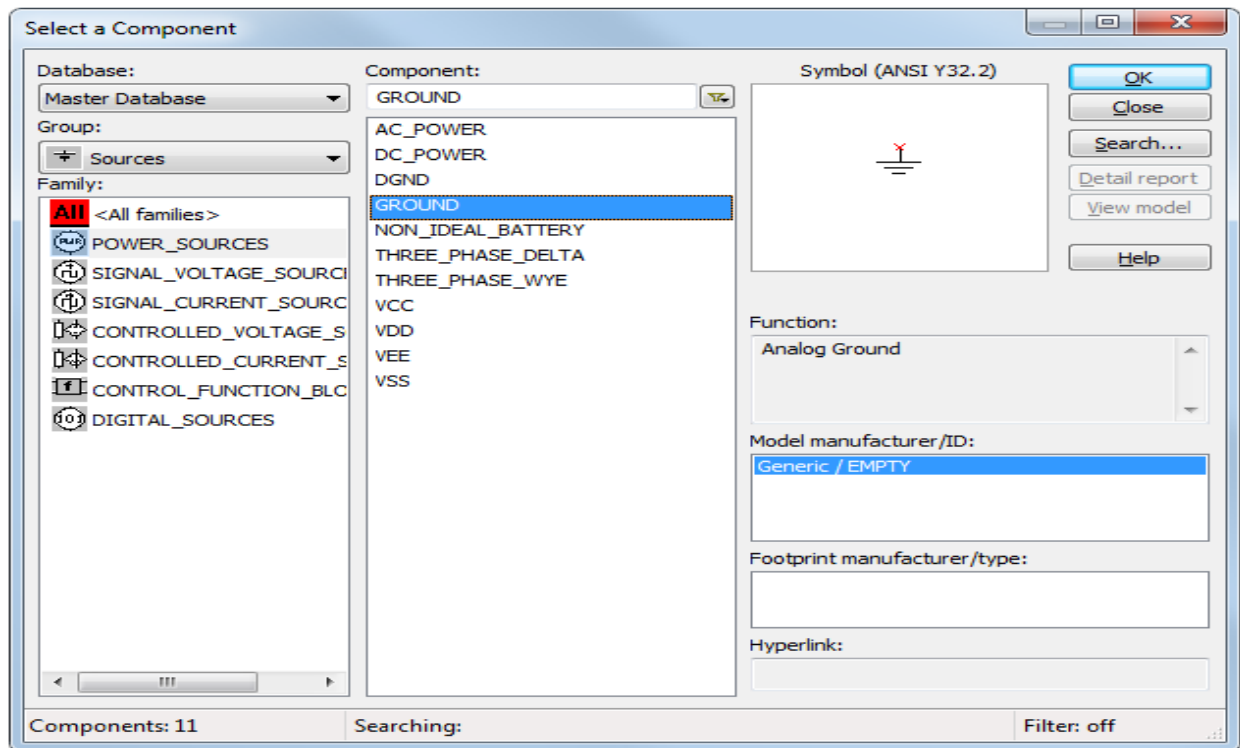 Select a Component
Database:
Master Database
Group:
Sources
Family:
All <All families>
PWR POWER_SOURCES
SIGNAL_VOLTAGE_SOURC
SIGNAL_CURRENT_SOURC
CONTROLLED_VOLTAGE_S
CONTROLLED_CURRENT_S
f CONTROL_FUNCTION_BLC
DIGITAL_SOURCES
Component:
GROUND
AC_POWER
DC_POWER
DGND
GROUND
NON_IDEAL_BATTERY
THREE_PHASE_DELTA
THREE_PHASE_WYE
VCC
VDD
VEE
VSS
Symbol (ANSI Y32.2)
Function:
Analog Ground
Model manufacturer/ID:
Generic / EMPTY
Footprint manufacturer/type:
Hyperlink:
OK
Close
Search...
Detail report
View model
Help
Components: 11
Searching:
Filter: off